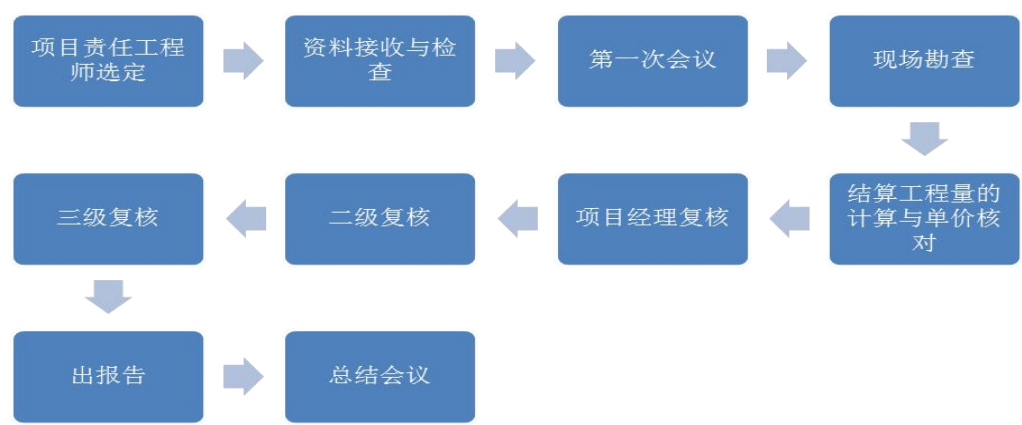 项目责任工程
师选定
资料接收与检
查
第一次会议
现场勘查
结算工程量的
计算与单价核
对
项目经理复核
二级复核
三级复核
出报告
总结会议